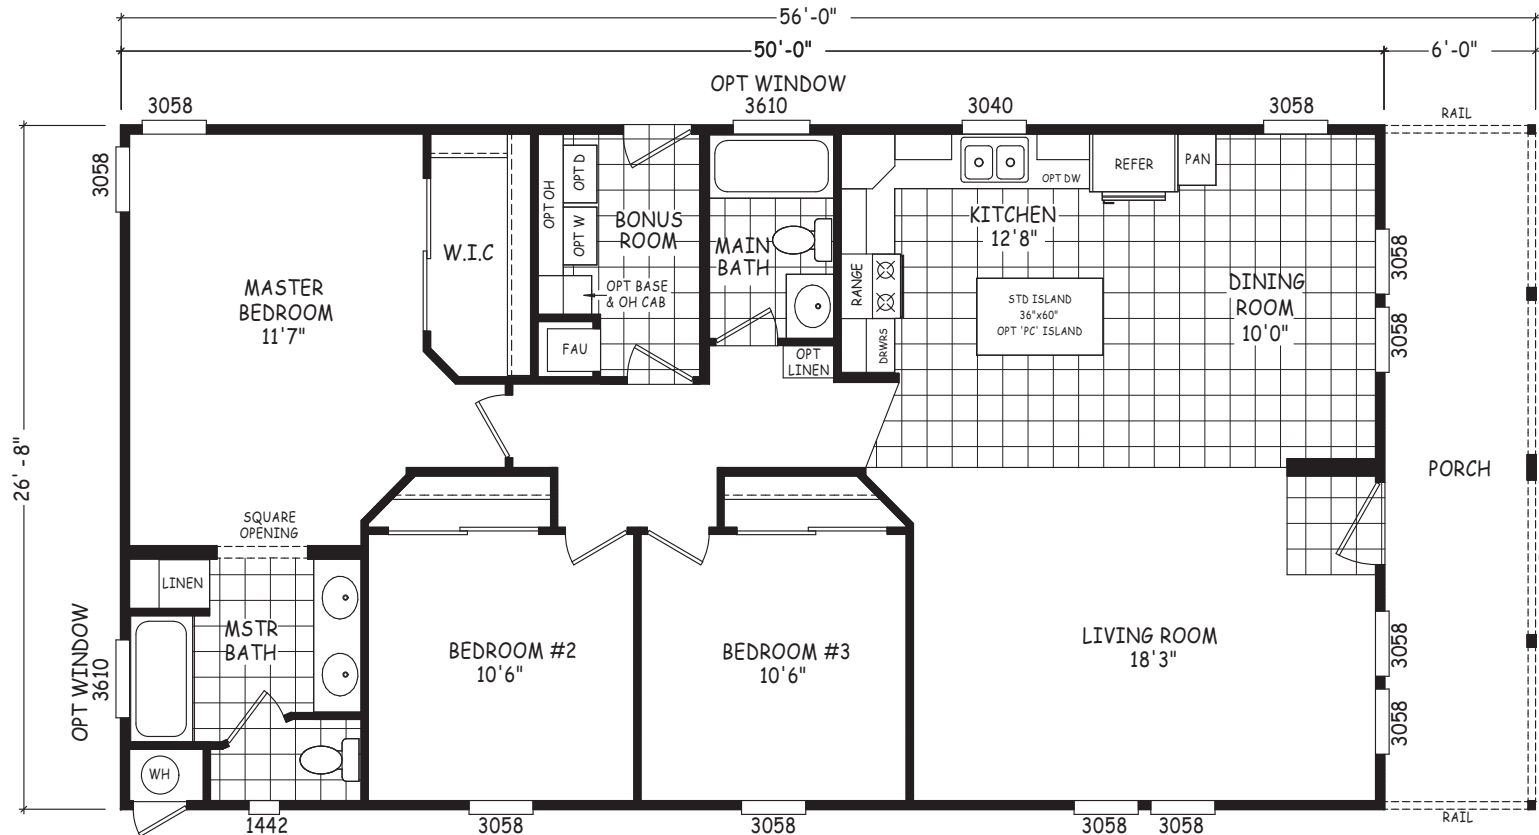 56'-0"
50'-0"
6'-0"
OPT WINDOW
3058
3610
3040
3058
RAIL
3058
OPT OH
OPT D
OPT W
BONUS
ROOM
W.I.C
MAIN
BATH
KITCHEN
12'8"
OPT DW
REFER
PAN
RANGE
DRWRS
STD ISLAND
36"x60"
OPT 'PC' ISLAND
DINING
ROOM
10'0"
3058
3058
MASTER
BEDROOM
11'7"
OPT BASE
& OH CAB
FAU
OPT
LINEN
26'-8"
PORCH
SQUARE
OPENING
LINEN
MSTR
BATH
OPT WINDOW
3610
BEDROOM #2
10'6"
BEDROOM #3
10'6"
LIVING ROOM
18'3"
3058
3058
WH
1442
3058
3058
3058
3058
RAIL